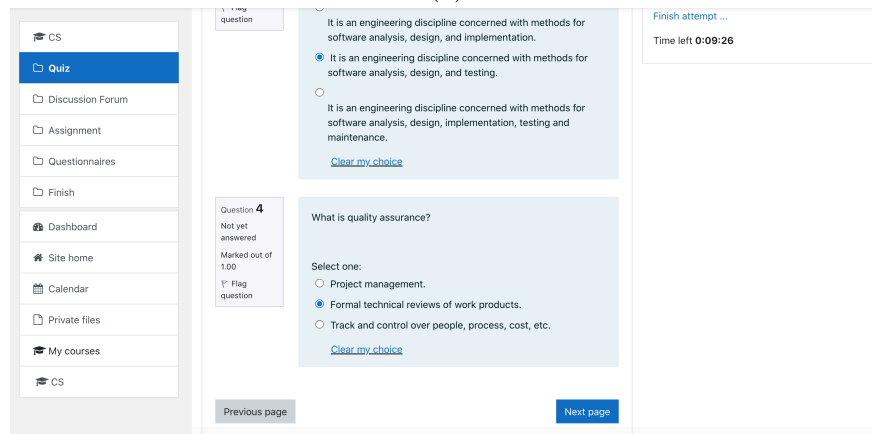 CS
Quiz
Discussion Forum
Assignment
Questionnaires
Finish
Dashboard
Site home
Calendar
Private files
My courses
CS
question
It is an engineering discipline concerned with methods for
software analysis, design, and implementation.
It is an engineering discipline concerned with methods for
software analysis, design, and testing.
It is an engineering discipline concerned with methods for
software analysis, design, implementation, testing and
maintenance.
Clear my choice
Question 4
Not yet
answered
Marked out of
1.00
Flag
question
What is quality assurance?
Select one:
Project management.
Formal technical reviews of work products.
Track and control over people, process, cost, etc.
Clear my choice
Previous page
Next page
Finish attempt ...
Time left 0:09:26